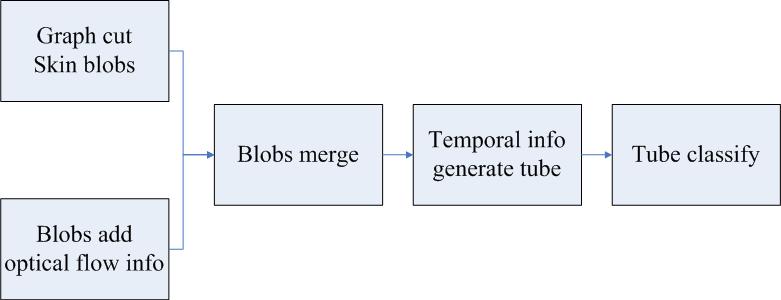 Graph cut
Skin blobs
Blobs add
optical flow info
Blobs merge
Temporal info
generate tube
Tube classify